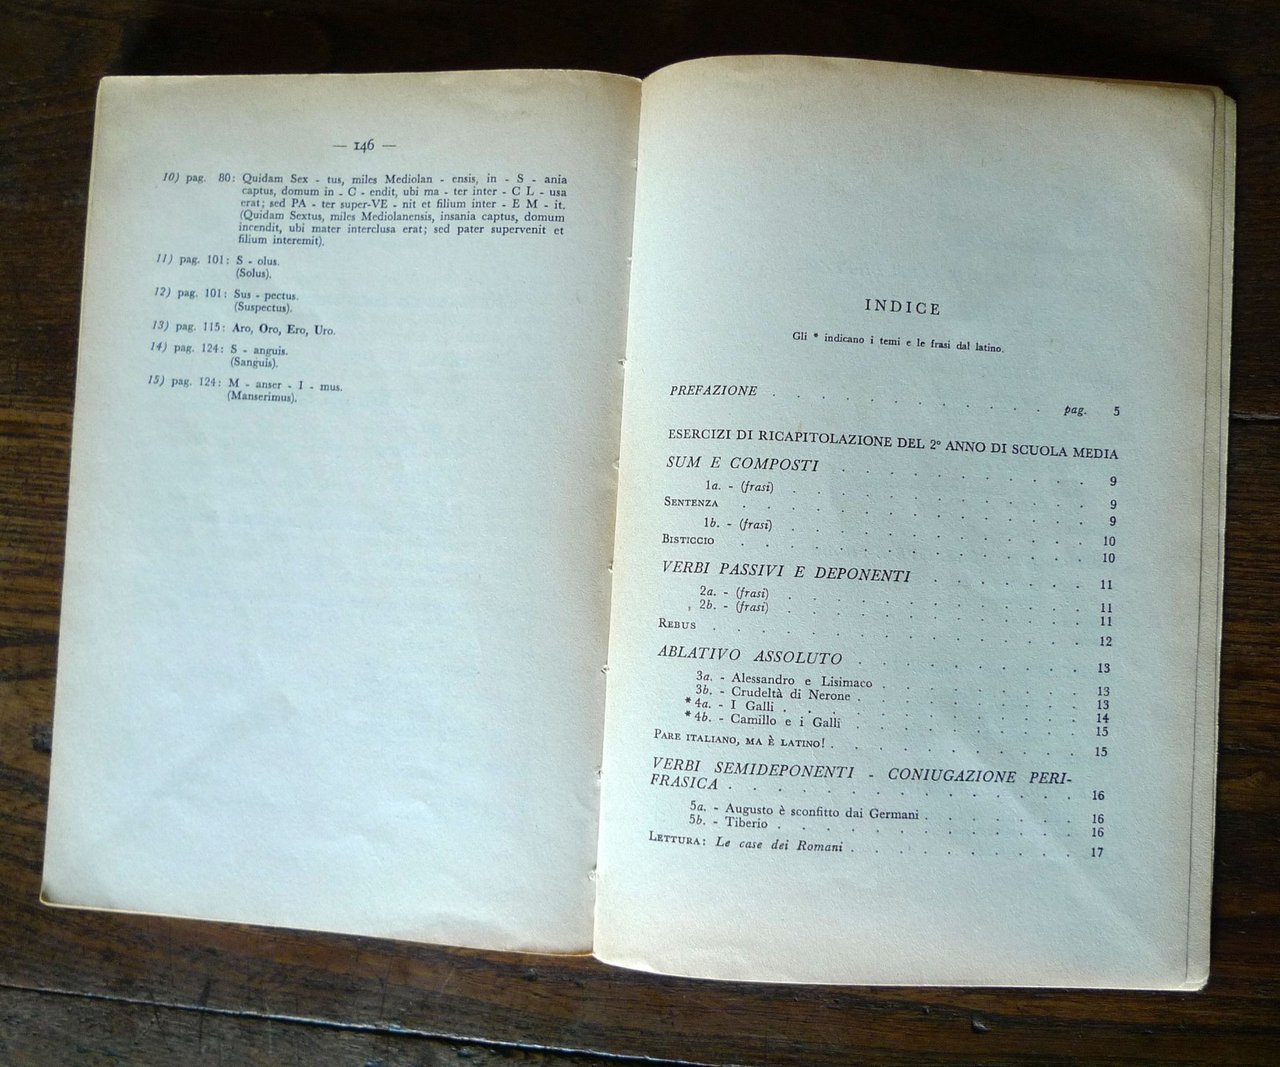 — 146 —
10) pag. 80: Quidam Sex - tus, miles Mediolan - ensis, in - S - ania
captus, domum in - C - endit, ubi ma - ter inter - C L - usa
erat; sed PA - ter super-VE - nit et filium inter - E M - it.
(Quidam Sextus, miles Mediolanensis, insania captus, domum
incendit, ubi mater interclusa erat; sed pater supervenit et
filium interemit).
11) pag. 101: S - olus.
(Solus).
12) pag. 101: Sus - pectus.
(Suspectus).
13) pag. 115: Aro, Oro, Ero, Uro.
14) pag. 124: S - anguis.
(Sanguis).
15) pag. 124: M - anser - I - mus.
(Manserimus).
INDICE
Gli * indicano i temi e le frasi dal latino.
PREFAZIONE . . . . . . . . . . . . pag. 5
ESERCIZI DI RICAPITOLAZIONE DEL 2° ANNO DI SCUOLA MEDIA
SUM E COMPOSTI . . . . . . . . . . 9
1a. - (frasi) . . . . . . . . . . . . 9
SENTENZA . . . . . . . . . . . . . . 9
1b. - (frasi) . . . . . . . . . . . . 10
BISTICCIO . . . . . . . . . . . . . . 10
VERBI PASSIVI E DEPONENTI . . . . . . . 11
2a. - (frasi) . . . . . . . . . . . . 11
2b. - (frasi) . . . . . . . . . . . . 11
REBUS . . . . . . . . . . . . . . . 12
ABLATIVO ASSOLUTO . . . . . . . . . 13
3a. - Alessandro e Lisimaco . . . . . . . . 13
3b. - Crudeltà di Nerone . . . . . . . . . 13
* 4a. - I Galli . . . . . . . . . . . . 14
* 4b. - Camillo e i Galli . . . . . . . . . 15
PARE ITALIANO, MA È LATINO! . . . . . . . . . . 15
VERBI SEMIDEPONENTI - CONIUGAZIONE PERI-
FRASICA . . . . . . . . . . . . . . 16
5a. - Augusto è sconfitto dai Germani . . . . . . 16
5b. - Tiberio . . . . . . . . . . . . 16
LETTURA: Le case dei Romani . . . . . . . . . 17